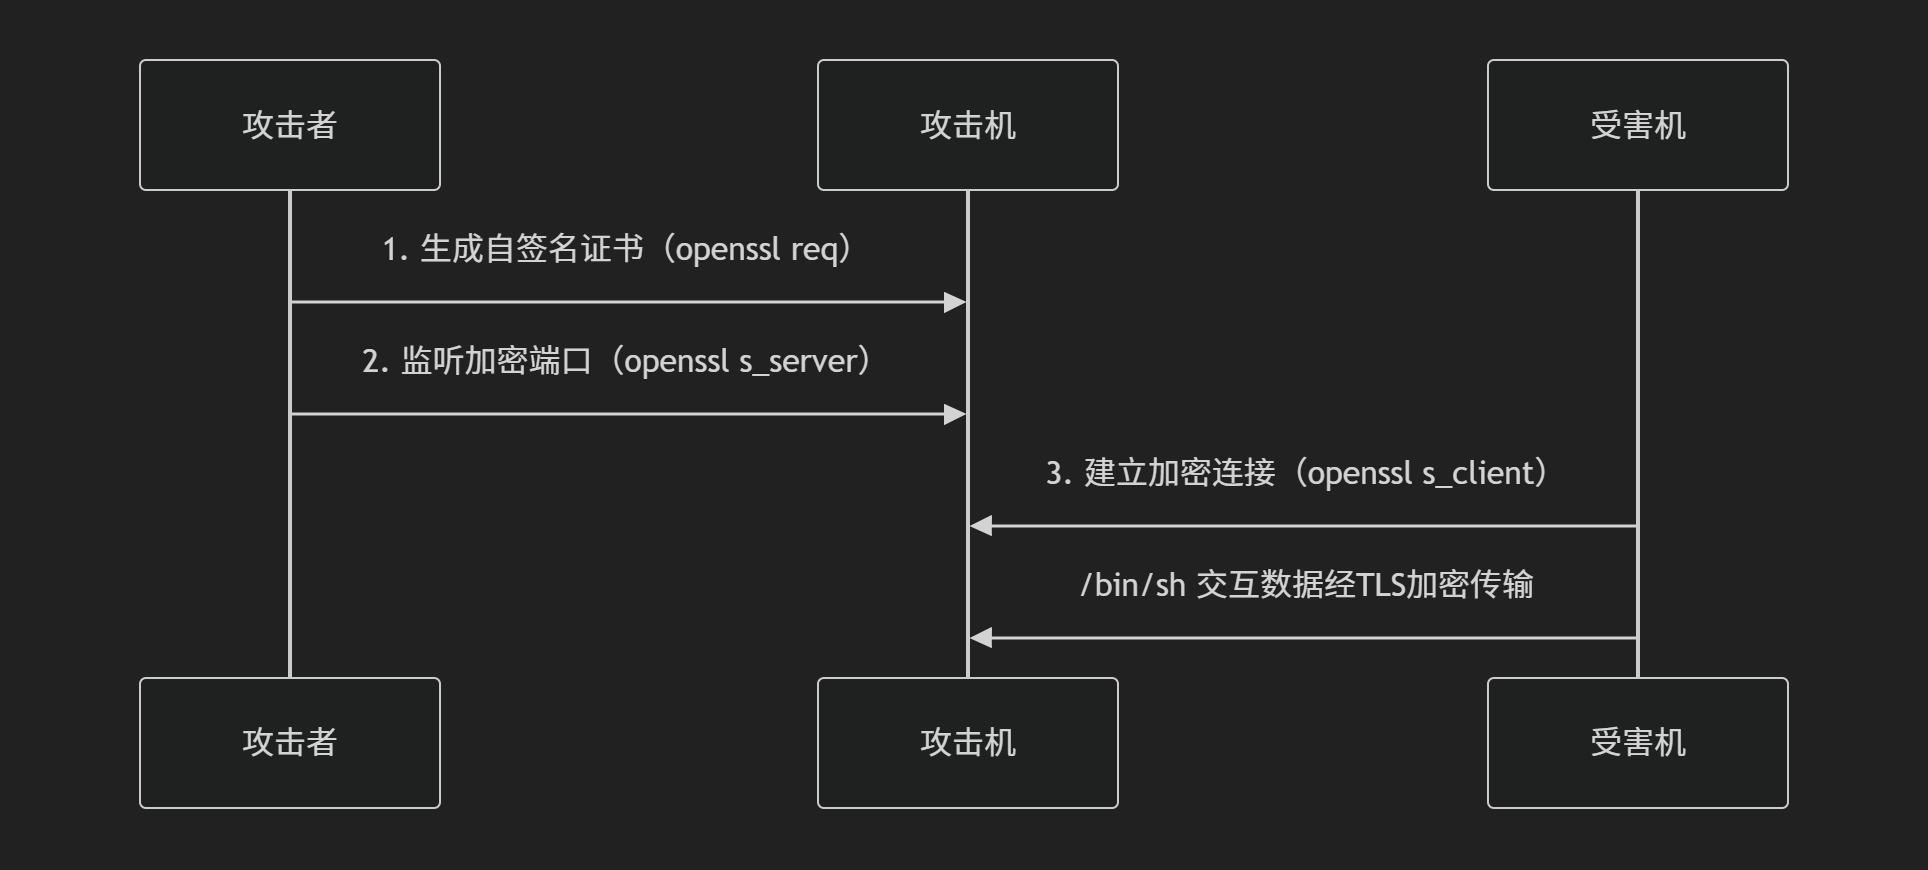 攻击者
攻击机
受害机
1. 生成自签名证书（openssl req）
2. 监听加密端口（openssl s_server）
3. 建立加密连接（openssl s_client）
/bin/sh 交互数据经TLS加密传输
攻击者
攻击机
受害机